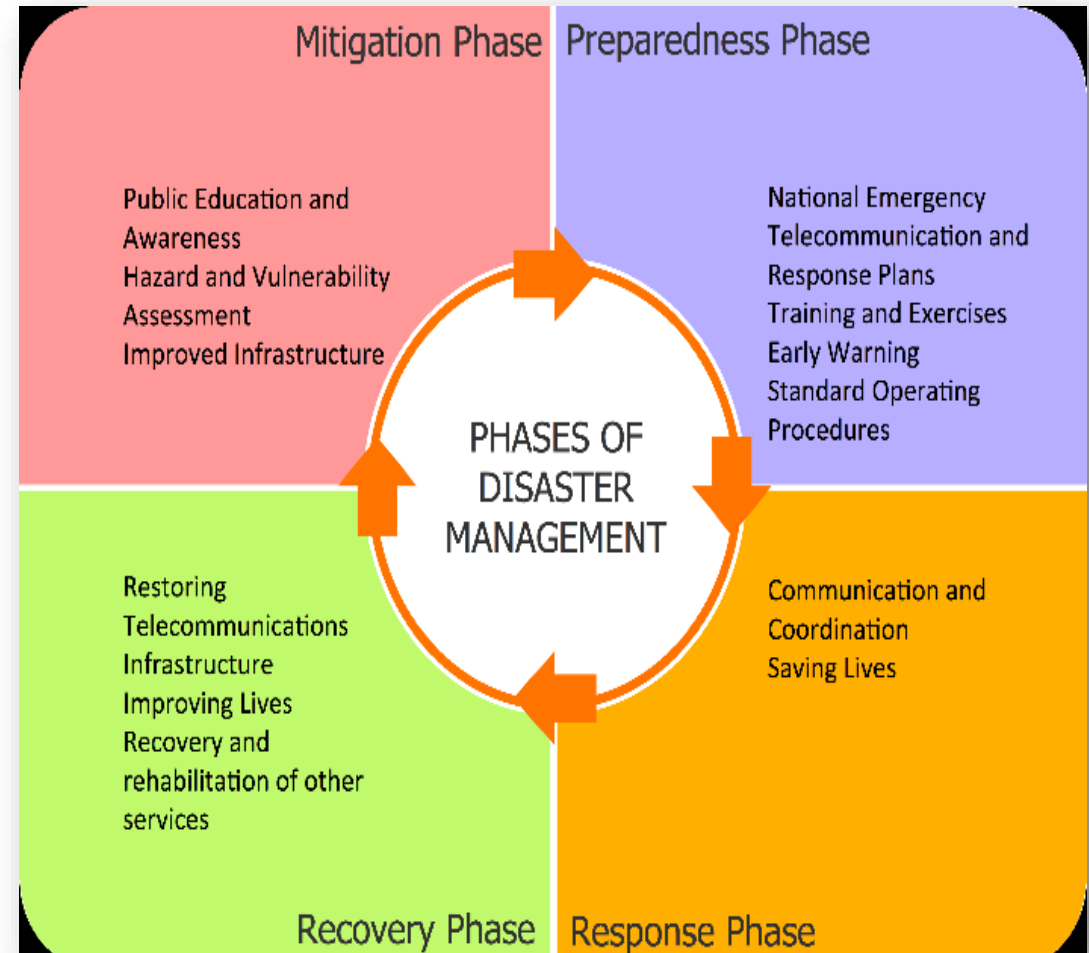 Mitigation Phase
Public Education and
Awareness
Hazard and Vulnerability
Assessment
Improved Infrastructure
Preparedness Phase
National Emergency
Telecommunication and
Response Plans
Training and Exercises
Early Warning
Standard Operating
Procedures
PHASES OF
DISASTER
MANAGEMENT
Restoring
Telecommunications
Infrastructure
Improving Lives
Recovery and
rehabilitation of other
services
Recovery Phase
Communication and
Coordination
Saving Lives
Response Phase